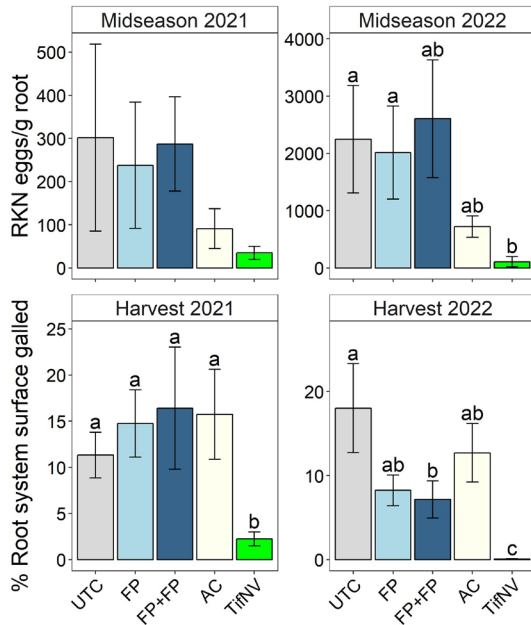 Midseason 2021
Midseason 2022
RKN eggs/g root
500
400
300
200
100
0
4000
3000
2000
1000
0
a
a
ab
ab
b
Harvest 2021
Harvest 2022
% Root system surface galled
25
20
15
10
5
0
20
10
0
a
a
a
a
b
a
ab
b
ab
c
UTC
FP
FP+FP
AC
TifNV
UTC
FP
FP+FP
AC
TifNV